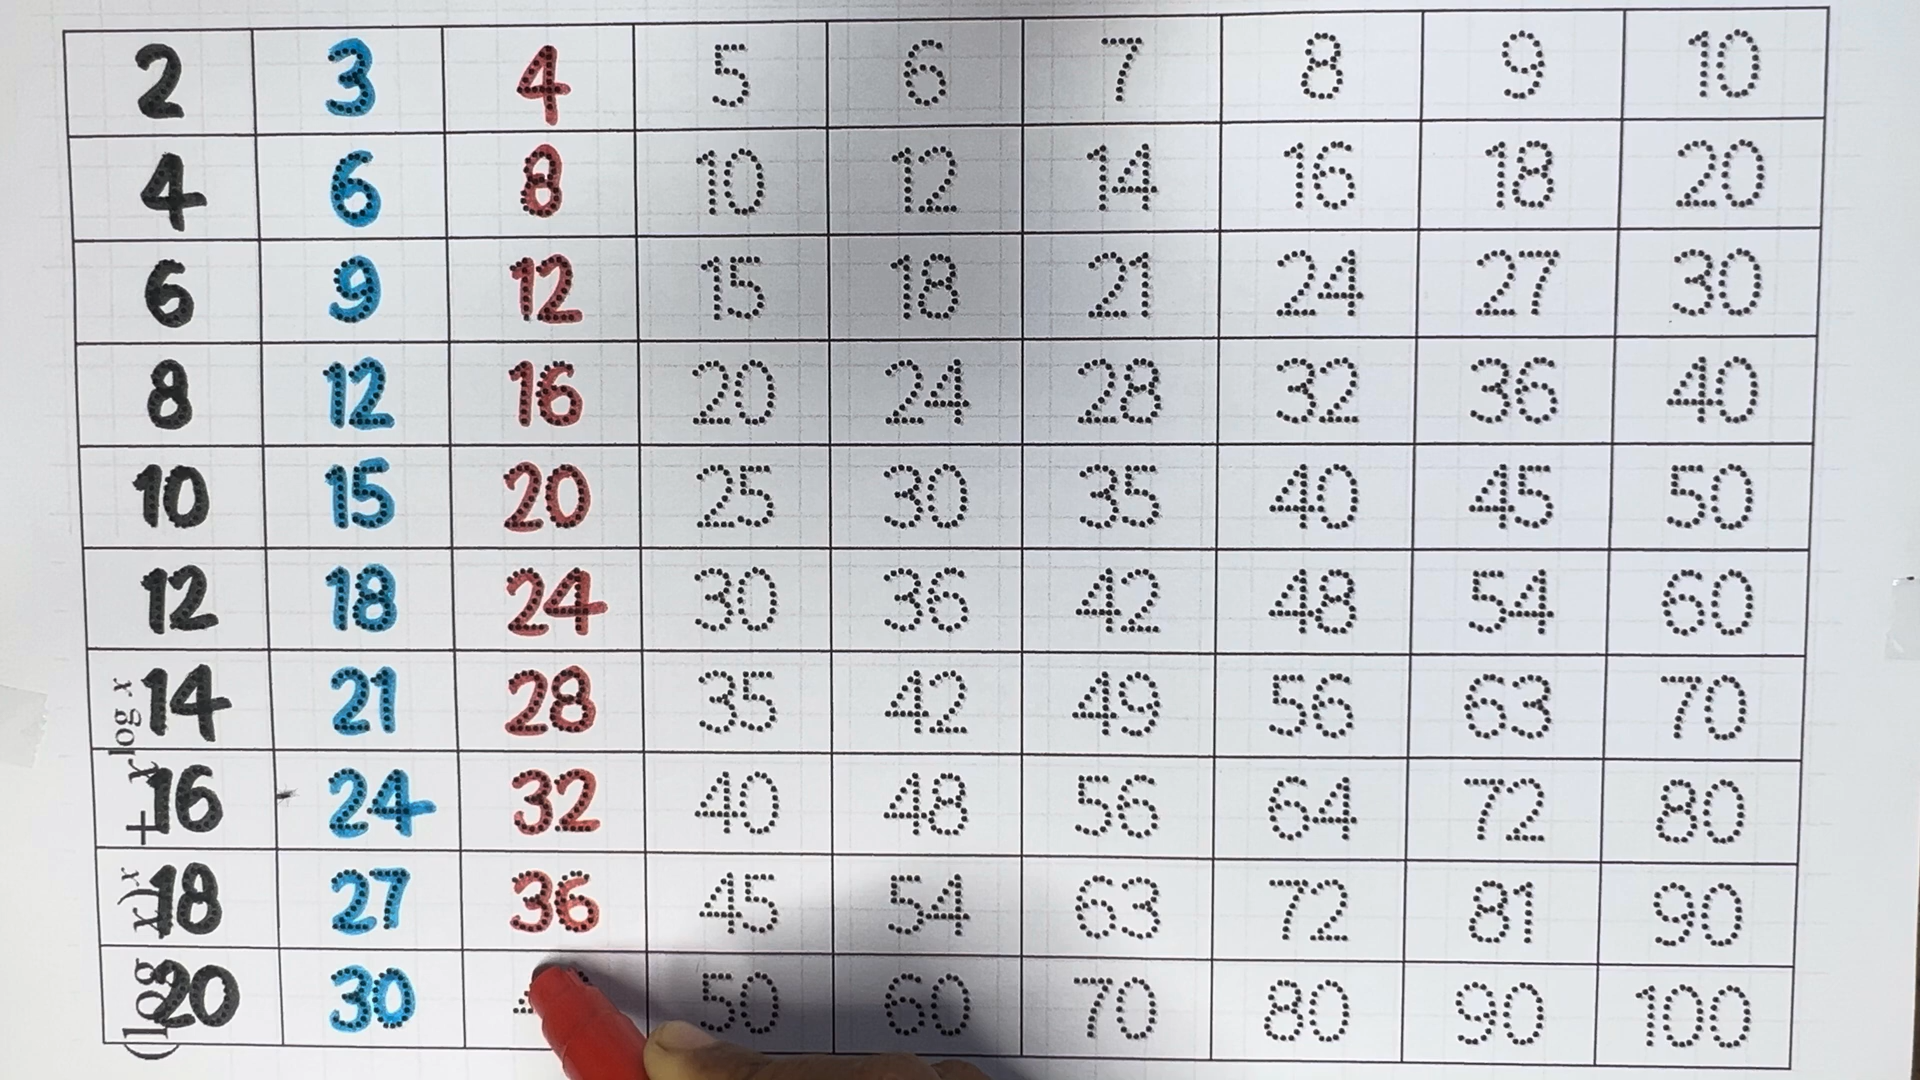 2 3 4 5 6 7 8 9 10
4 6 8 10 12 14 16 18 20
6 9 12 15 18 21 24 27 30
8 12 16 20 24 28 32 36 40
10 15 20 25 30 35 40 45 50
12 18 24 30 36 42 48 54 60
14 21 28 35 42 49 56 63 70
16 24 32 40 48 56 64 72 80
18 27 36 45 54 63 72 81 90
20 30 50 60 70 80 90 100
(log x)ˣ + x^log x